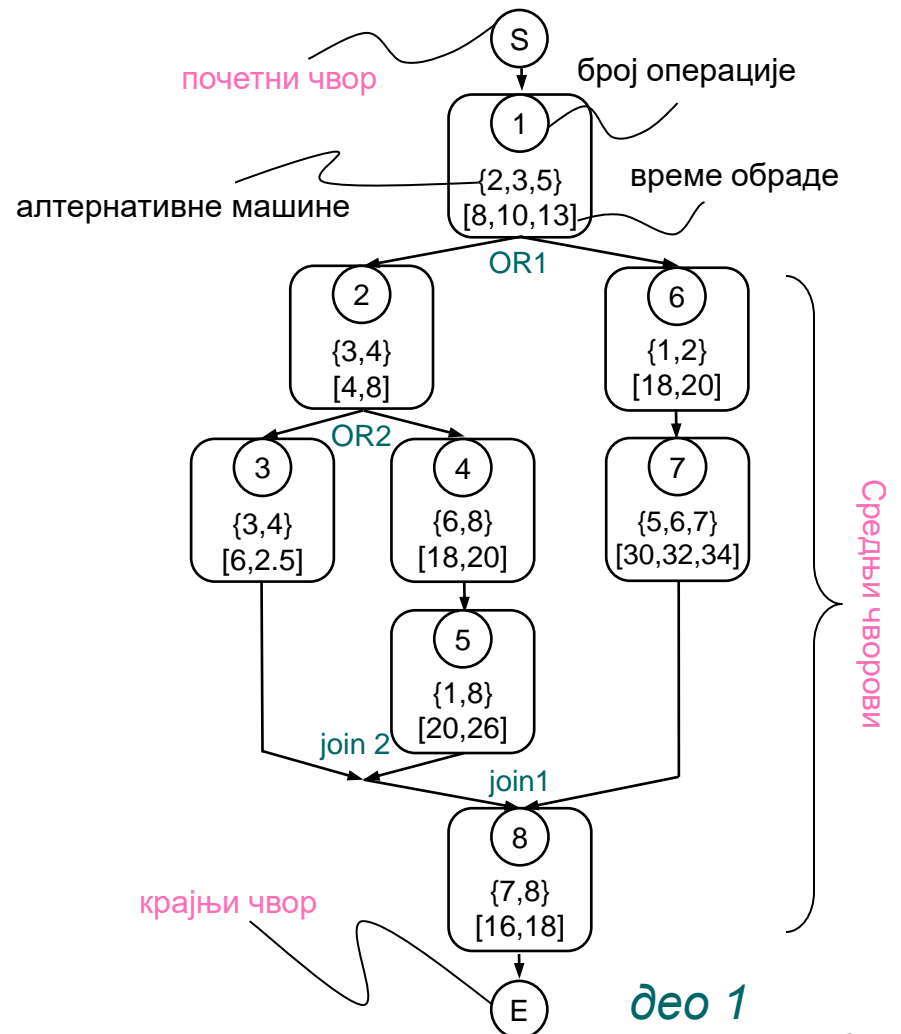 S
почетни чвор
број операције
1
{2,3,5}
[8,10,13]
време обраде
алтернативне машине
OR1
2
{3,4}
[4,8]
6
{1,2}
[18,20]
OR2
3
{3,4}
[6,2.5]
4
{6,8}
[18,20]
7
{5,6,7}
[30,32,34]
Средњи чворови
5
{1,8}
[20,26]
join 2
join1
8
{7,8}
[16,18]
крајњи чвор
E
део 1